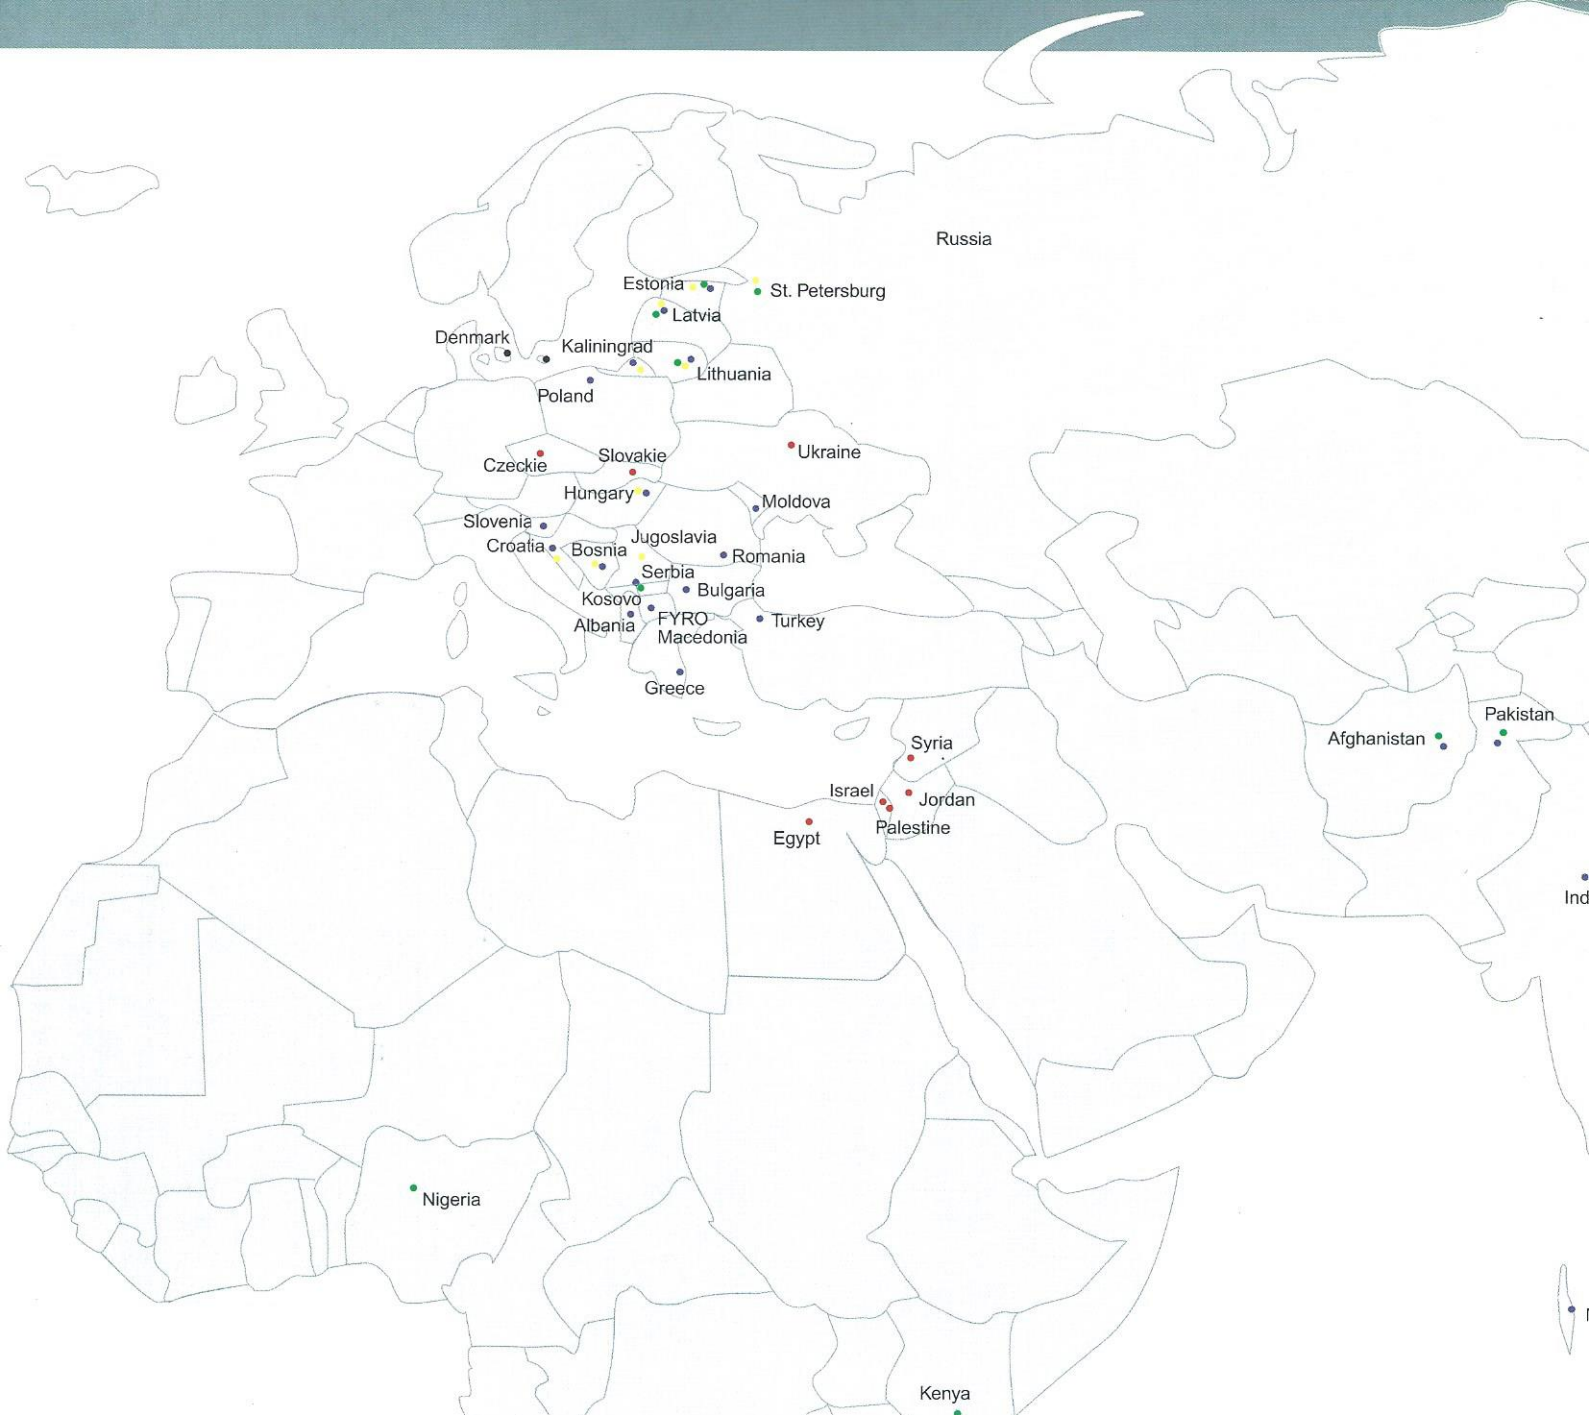 Russia
Estonia
St. Petersburg
Latvia
Denmark
Kaliningrad
Lithuania
Poland
Ukraine
Czeckie
Slovakie
Hungary
Moldova
Slovenia
Jugoslavia
Croatia
Bosnia
Romania
Serbia
Bulgaria
Kosovo
FYRO
Macedonia
Albania
Turkey
Greece
Pakistan
Afghanistan
Syria
Israel
Jordan
Palestine
Egypt
Ind
Nigeria
Kenya